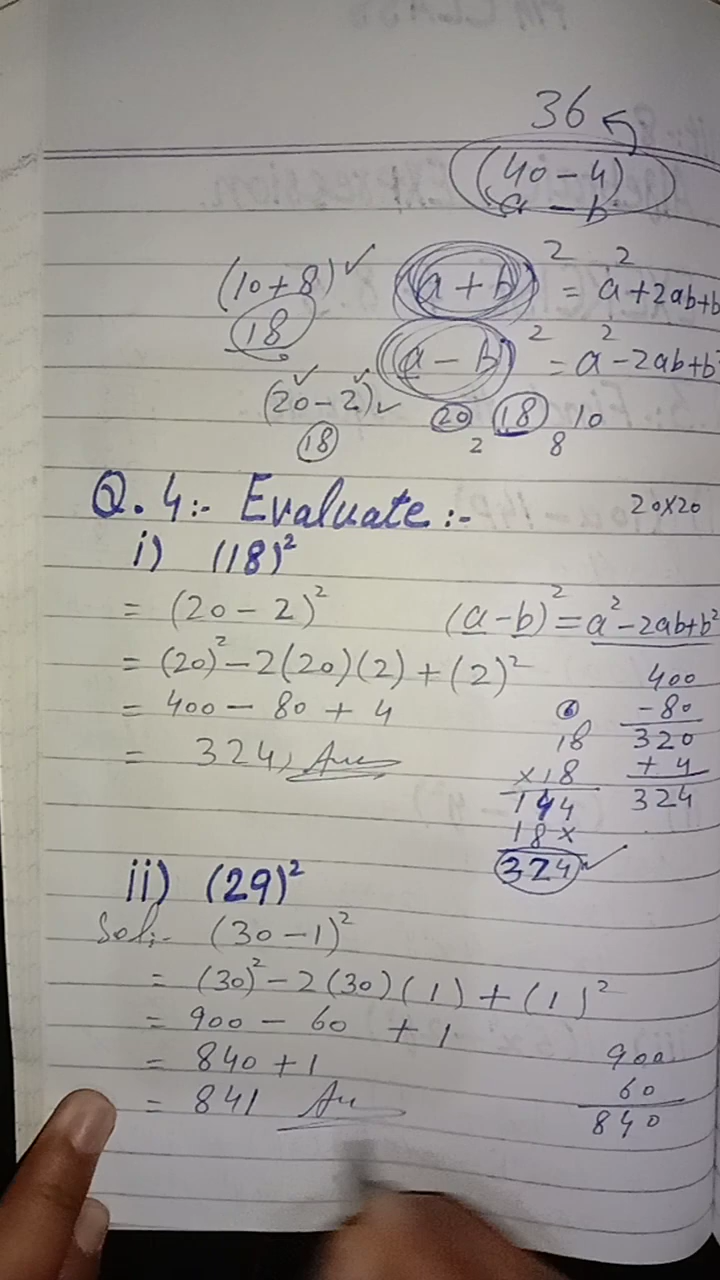 36
(40-4)
a - b
(10+8)✓ (a+b)² = a²+2ab+b
18 (a-b)² = a²-2ab+b²
(20-2)✓ 20 18 10
18 2 8
Q.4:- Evaluate:- 20×20
i) (18)²
= (20-2)² (a-b)²=a²-2ab+b²
= (20)²-2(20)(2)+(2)² 400
= 400 - 80 + 4 -80
18 320
= 324, Ans ×18 +4
144 324
18×
324✓
ii) (29)²
Sol:- (30-1)²
= (30)²-2(30)(1)+(1)²
= 900 - 60 + 1
= 840+1 900
60
= 841 Ans 840